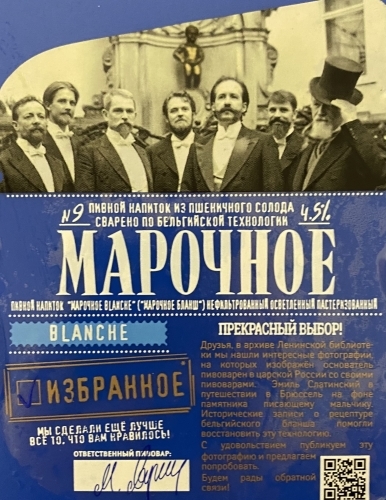 №9 ПИВНОЙ НАПИТОК ИЗ ПШЕНИЧНОГО СОЛОДА 4.5%
СВАРЕНО ПО БЕЛЬГИЙСКОЙ ТЕХНОЛОГИИ
МАРОЧНОЕ
ПИВНОЙ НАПИТОК "МАРОЧНОЕ BLANCHE" ("МАРОЧНОЕ БЛАНШ") НЕФИЛЬТРОВАННЫЙ ОСВЕТЛЕННЫЙ ПАСТЕРИЗОВАННЫЙ
BLANCHE
ИЗБРАННОЕ
МЫ СДЕЛАЛИ ЕЩЕ ЛУЧШЕ
ВСЕ ТО, ЧТО ВАМ НРАВИЛОСЬ!
ОТВЕТСТВЕННЫЙ ПИВОВАР:
ПРЕКРАСНЫЙ ВЫБОР!
Друзья, в архиве Ленинской библиоте-
ки мы нашли интересные фотографии,
на которых изображён основатель
пивоварен в царской России со своими
пивоварами. Эмиль Слатинский в
путешествии в Брюссель на фоне
памятника писающему мальчику.
Исторические записи о рецептуре
бельгийского бланша помогли
восстановить эту технологию.
С удовольствием публикуем эту
фотографию и предлагаем
попробовать.
Будем рады обратной
связи!